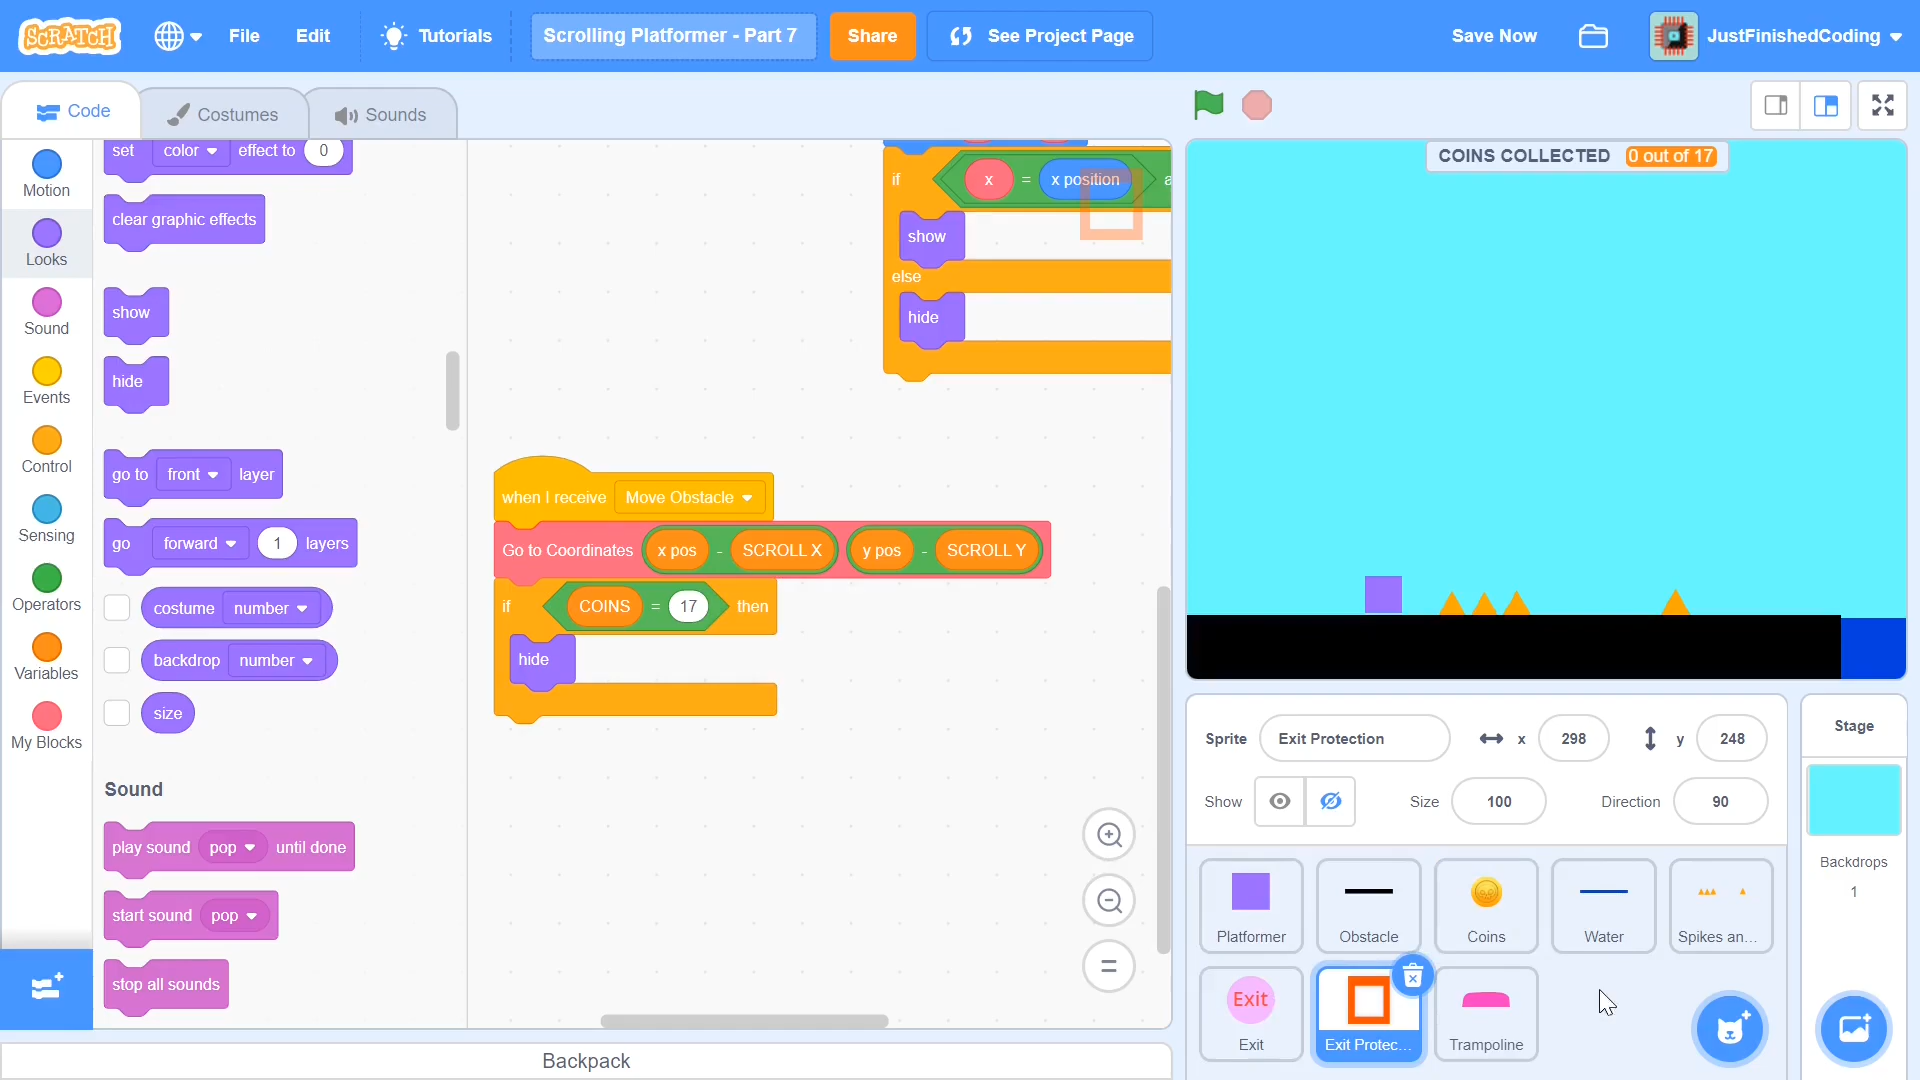 SCRATCH
File
Edit
Tutorials
Scrolling Platformer - Part 7
Share
See Project Page
Save Now
JustFinishedCoding
Code
Costumes
Sounds
Motion
Looks
Sound
Events
Control
Sensing
Operators
Variables
My Blocks
set color effect to 0
clear graphic effects
show
hide
go to front layer
go forward 1 layers
costume number
backdrop number
size
Sound
play sound pop until done
start sound pop
stop all sounds
if x = x position a
show
else
hide
when I receive Move Obstacle
Go to Coordinates x pos - SCROLL X y pos - SCROLL Y
if COINS = 17 then
hide
Backpack
COINS COLLECTED 0 out of 17
Sprite Exit Protection x 298 y 248
Show Size 100 Direction 90
Platformer
Obstacle
Coins
Water
Spikes an...
Exit
Exit
Exit Protec...
Trampoline
Stage
Backdrops
1